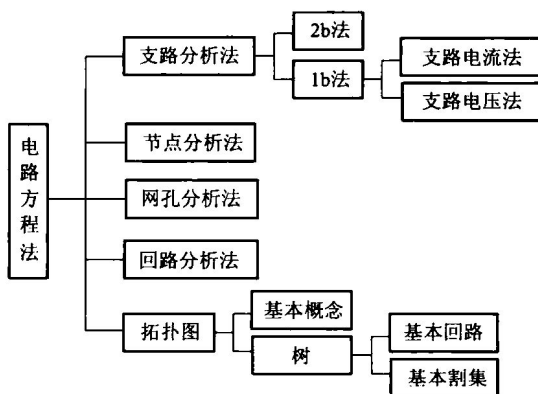 电路方程法
支路分析法
2b法
1b法
支路电流法
支路电压法
节点分析法
网孔分析法
回路分析法
拓扑图
基本概念
树
基本回路
基本割集